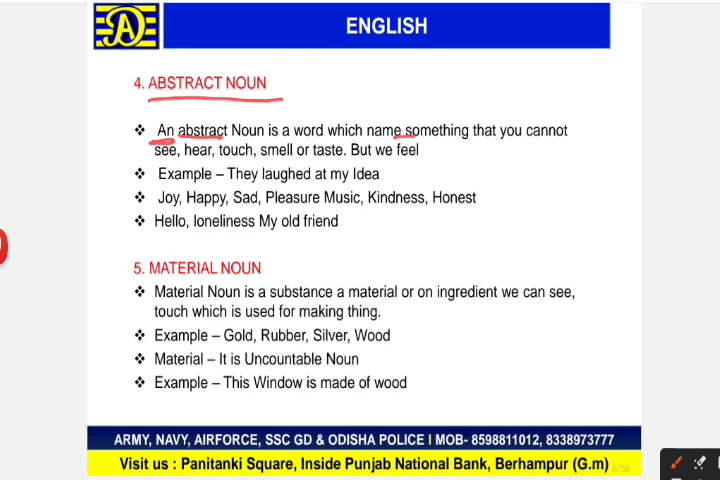 ENGLISH
4. ABSTRACT NOUN
❖ An abstract Noun is a word which name something that you cannot
see, hear, touch, smell or taste. But we feel
❖ Example – They laughed at my Idea
❖ Joy, Happy, Sad, Pleasure Music, Kindness, Honest
❖ Hello, loneliness My old friend
5. MATERIAL NOUN
❖ Material Noun is a substance a material or on ingredient we can see,
touch which is used for making thing.
❖ Example – Gold, Rubber, Silver, Wood
❖ Material – It is Uncountable Noun
❖ Example – This Window is made of wood
ARMY, NAVY, AIRFORCE, SSC GD & ODISHA POLICE I MOB- 8598811012, 8338973777
Visit us : Panitanki Square, Inside Punjab National Bank, Berhampur (G.m)
6/30